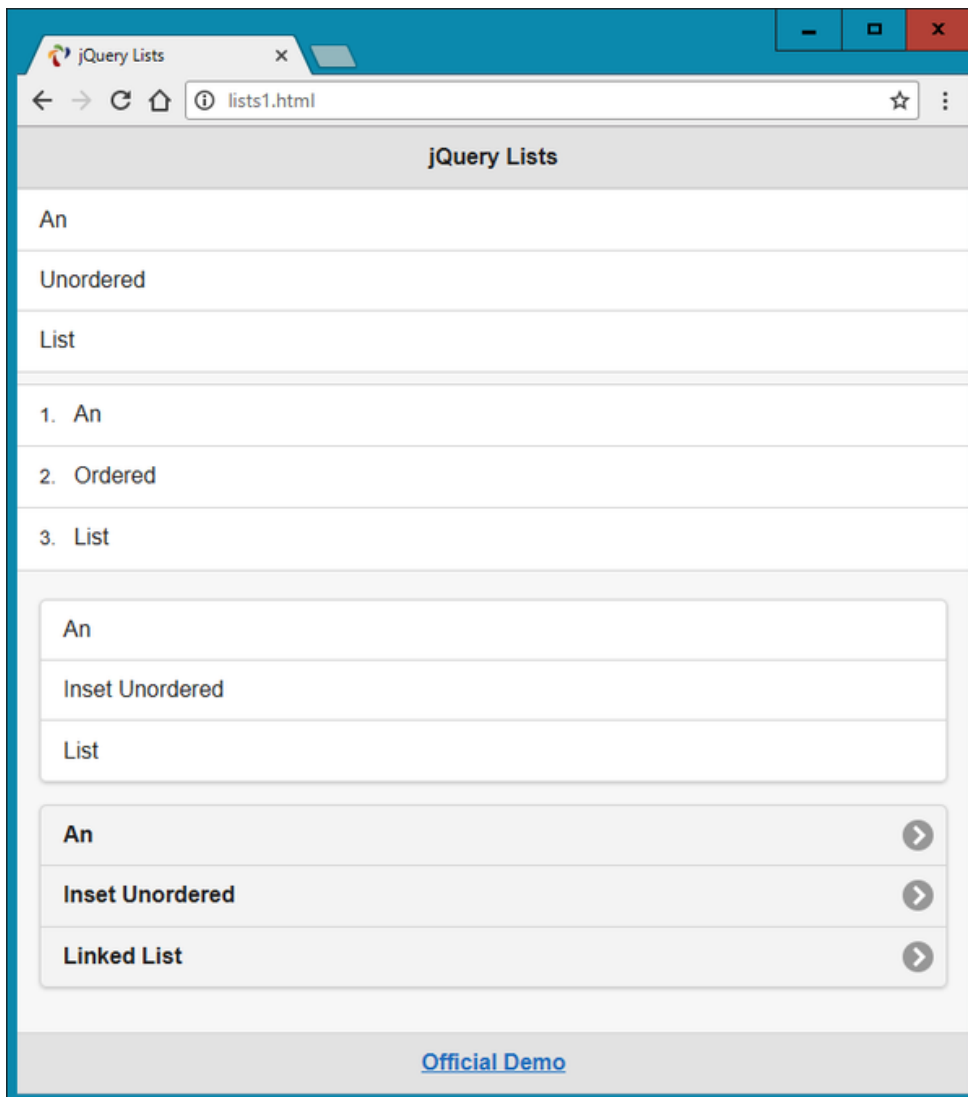 jQuery Lists
lists1.html
jQuery Lists
An
Unordered
List
1. An
2. Ordered
3. List
An
Inset Unordered
List
An
Inset Unordered
Linked List
Official Demo